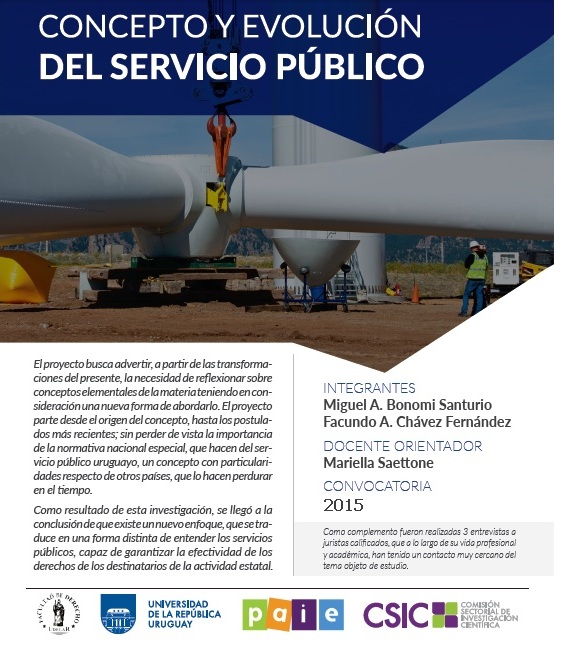 CONCEPTO Y EVOLUCIÓN
DEL SERVICIO PÚBLICO
El proyecto busca advertir, a partir de las transforma-
ciones del presente, la necesidad de reflexionar sobre
conceptos elementales de la materia teniendo en con-
sideración una nueva forma de abordarlo. El proyecto
parte desde el origen del concepto, hasta los postula-
dos más recientes; sin perder de vista la importancia
de la normativa nacional especial, que hacen del ser-
vicio público uruguayo, un concepto con particulari-
dades respecto de otros países, que lo hacen perdurar
en el tiempo.
Como resultado de esta investigación, se llegó a la
conclusión de que existe un nuevo enfoque, que se tra-
duce en una forma distinta de entender los servicios
públicos, capaz de garantizar la efectividad de los
derechos de los destinatarios de la actividad estatal.
INTEGRANTES
Miguel A. Bonomi Santurio
Facundo A. Chávez Fernández
DOCENTE ORIENTADOR
Mariella Saettone
CONVOCATORIA
2015
Como complemento fueron realizadas 3 entrevistas a
juristas calificados, que a lo largo de su vida profesional
y académica, han tenido un contacto muy cercano del
tema objeto de estudio.
FACULTAD DE DERECHO
UNIVERSIDAD
DE LA REPÚBLICA
URUGUAY
paie
CSIC
COMISIÓN
SECTORIAL DE
INVESTIGACIÓN
CIENTÍFICA